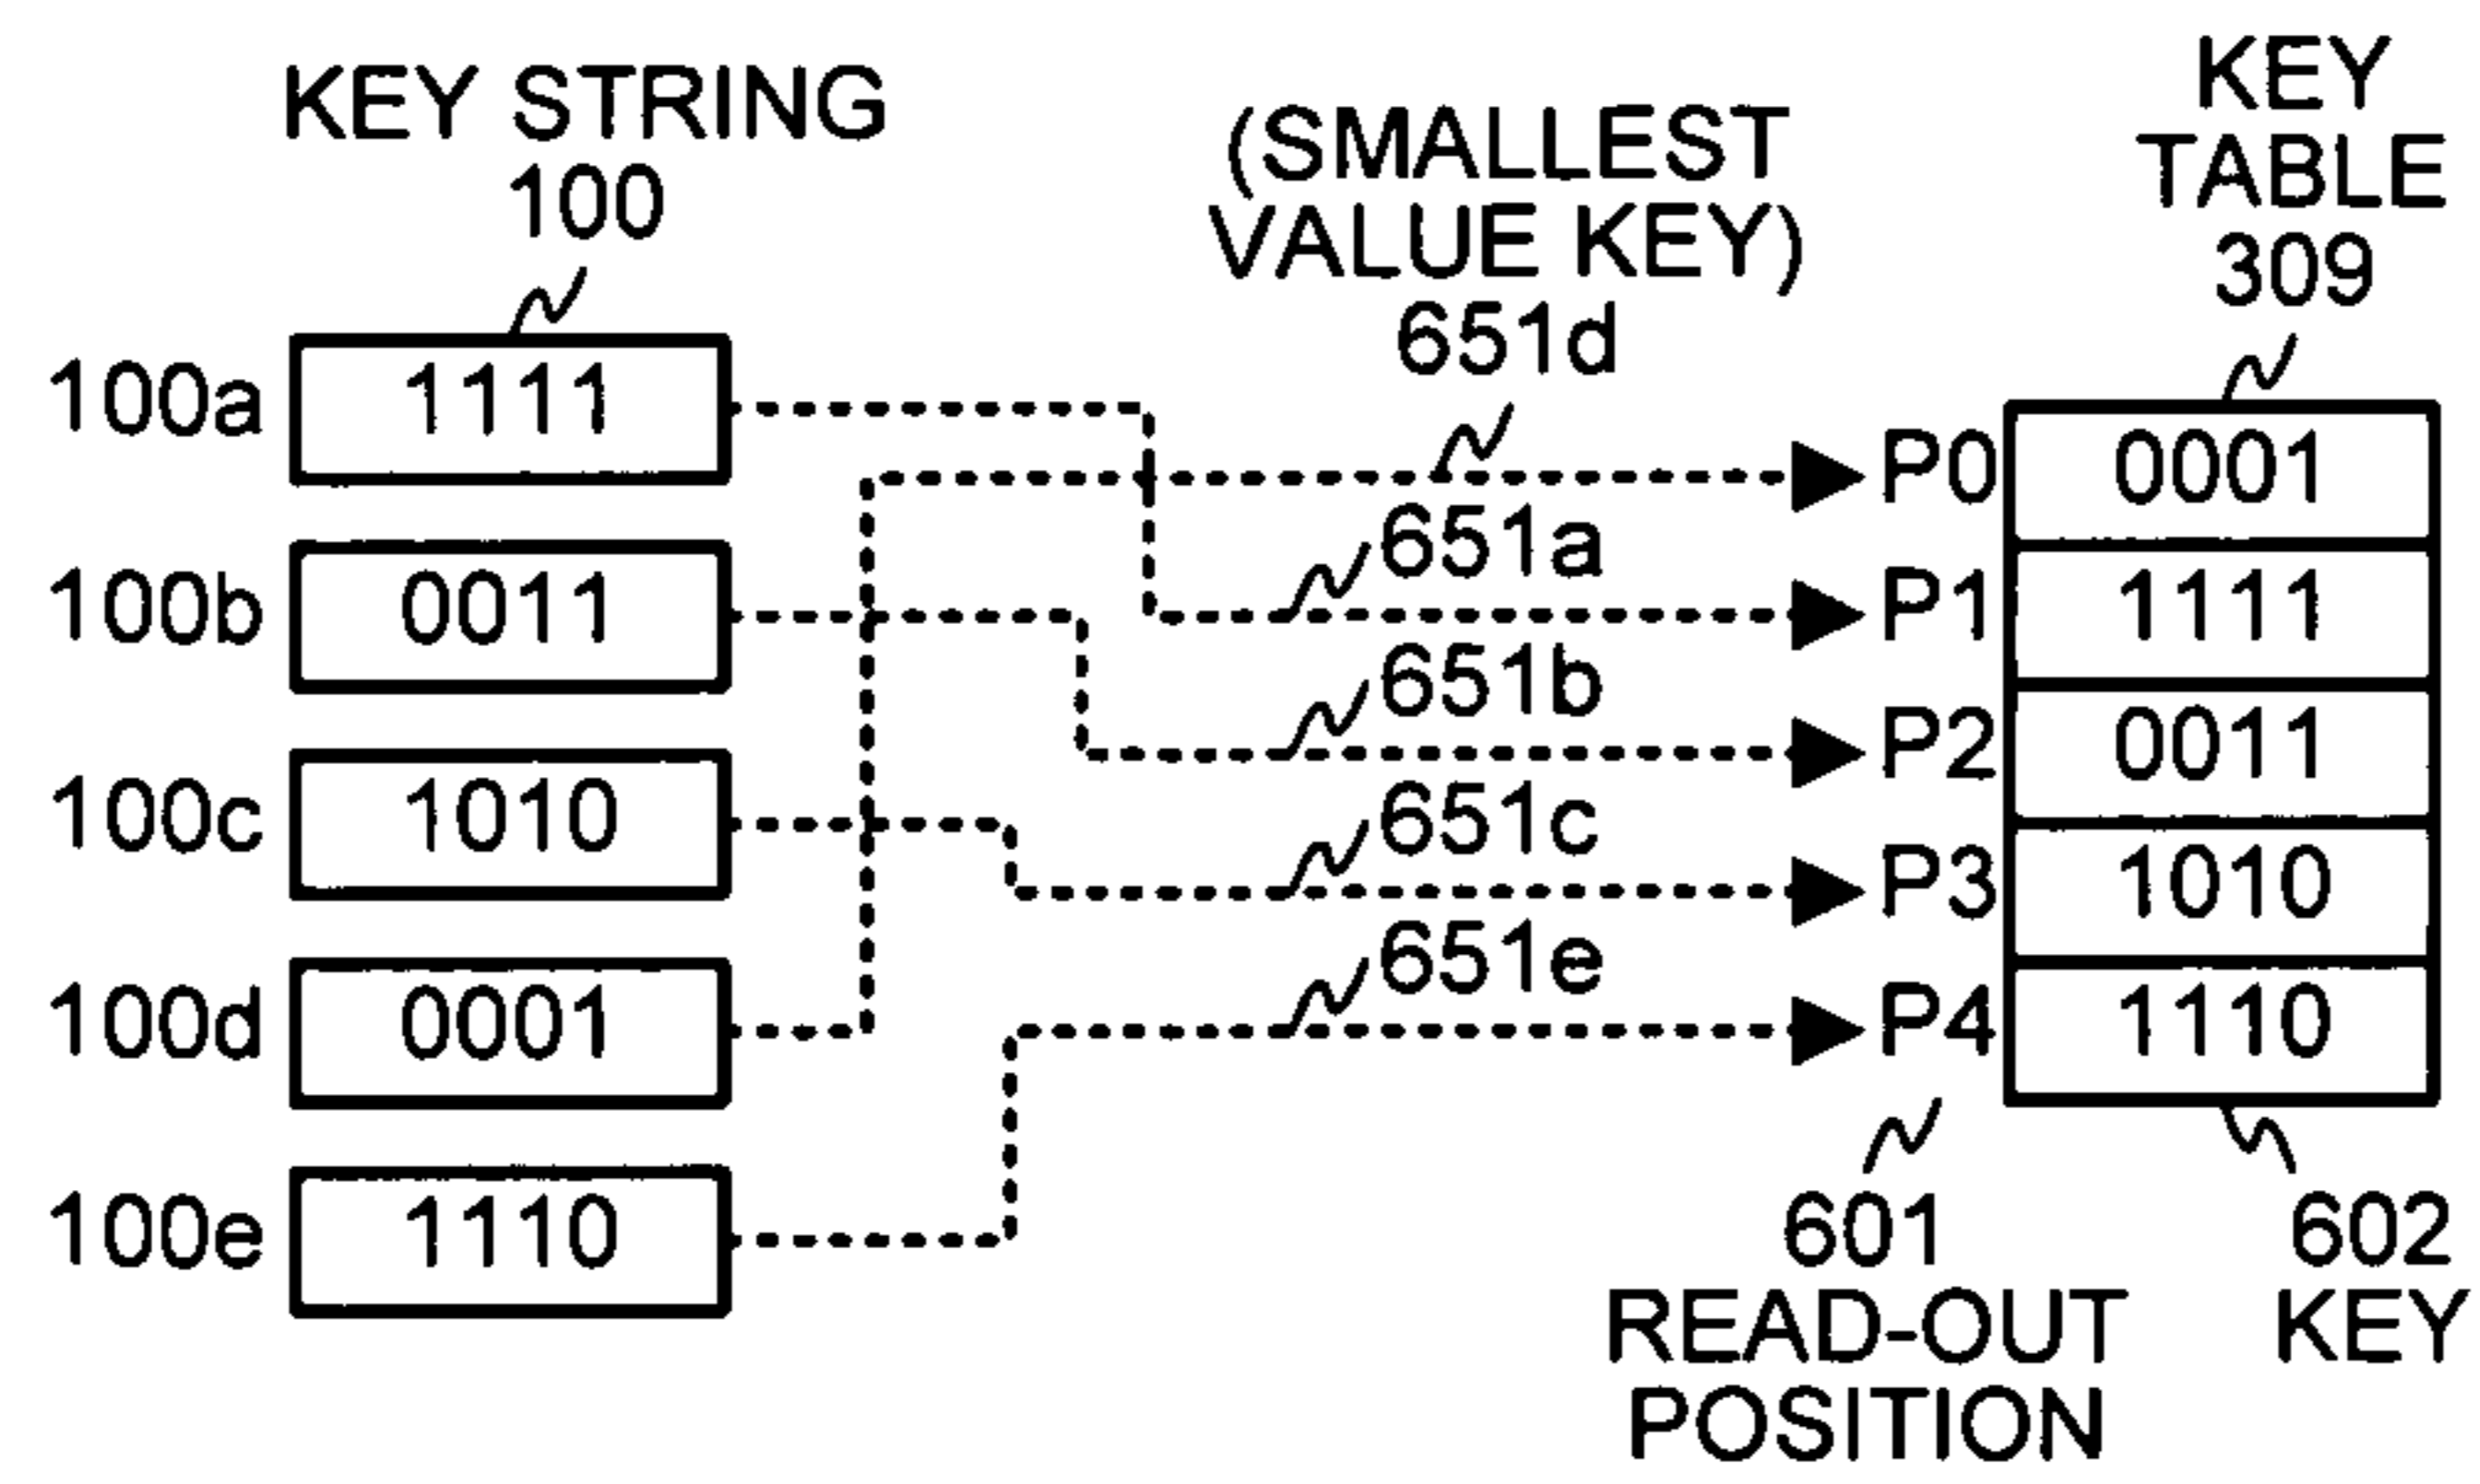 KEY STRING
100
(SMALLEST
VALUE KEY)
651d
KEY
TABLE
309
100a 1111
100b 0011
100c 1010
100d 0001
100e 1110
651a
651b
651c
651e
P0 0001
P1 1111
P2 0011
P3 1010
P4 1110
601
READ-OUT
POSITION
602
KEY